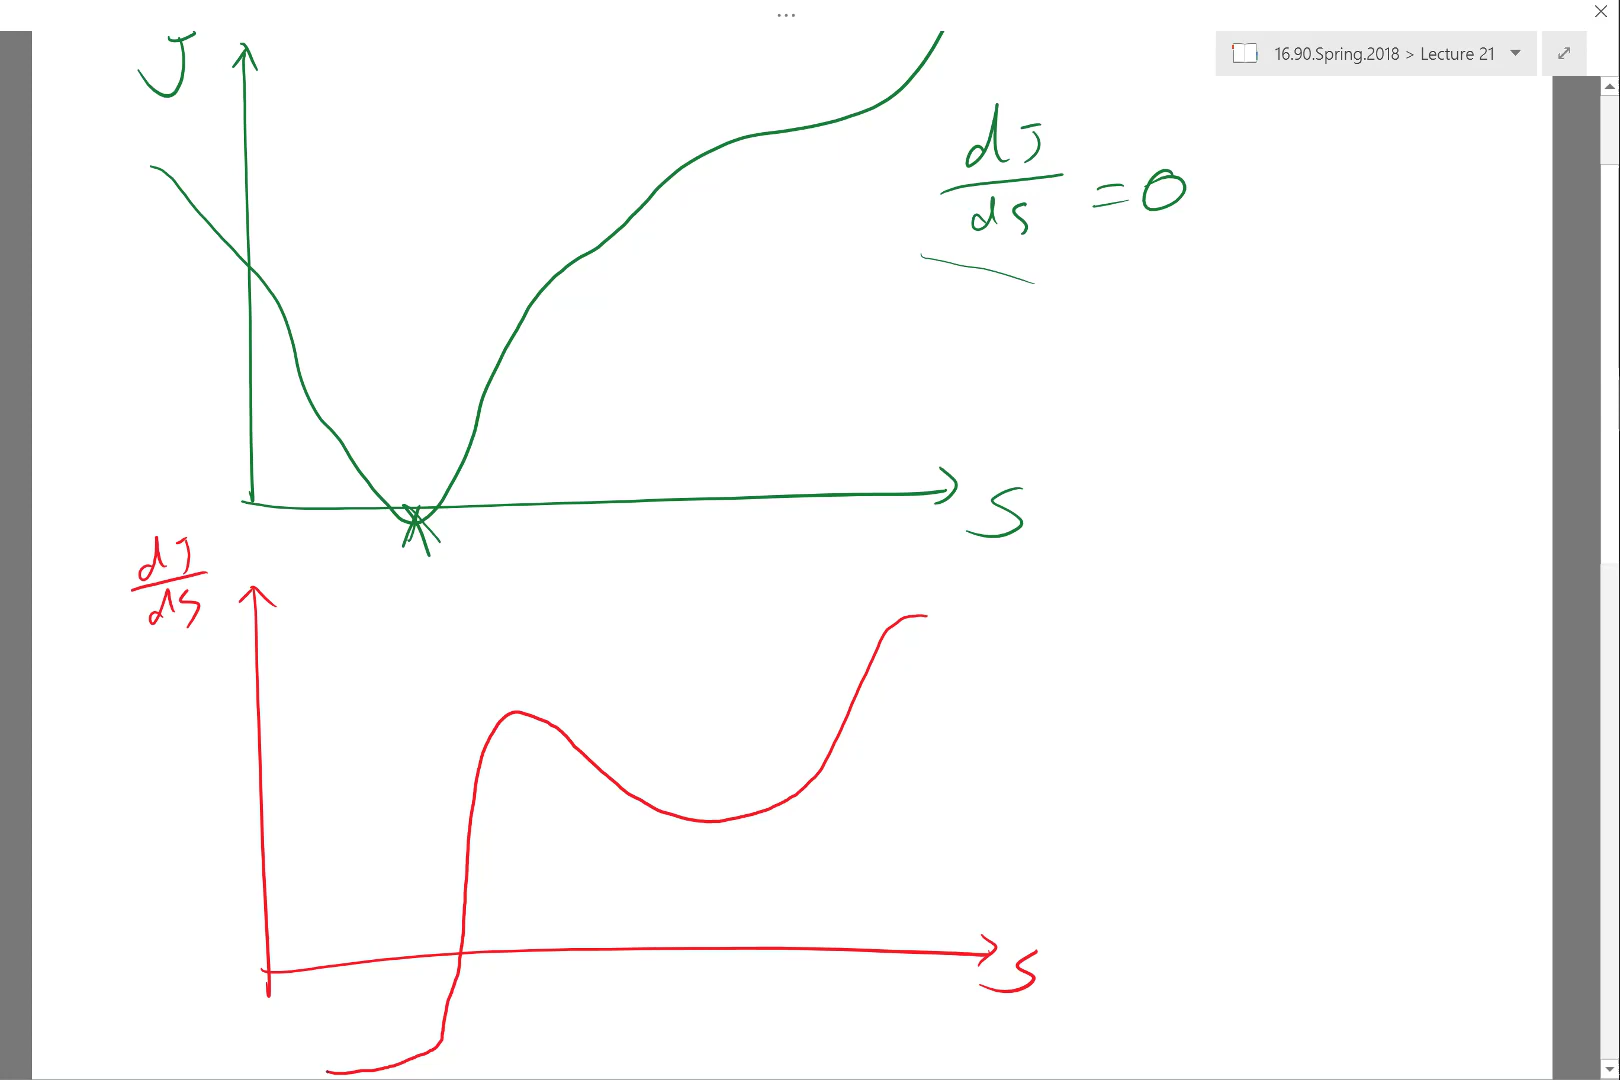 16.90.Spring.2018 > Lecture 21
J
dJ
ds
= 0
S
dJ
ds
S